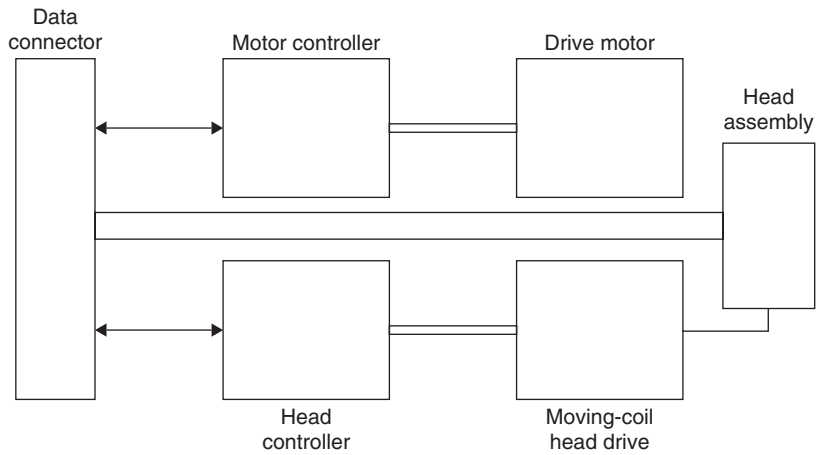 Data
connector
Motor controller
Drive motor
Head
assembly
Head
controller
Moving-coil
head drive